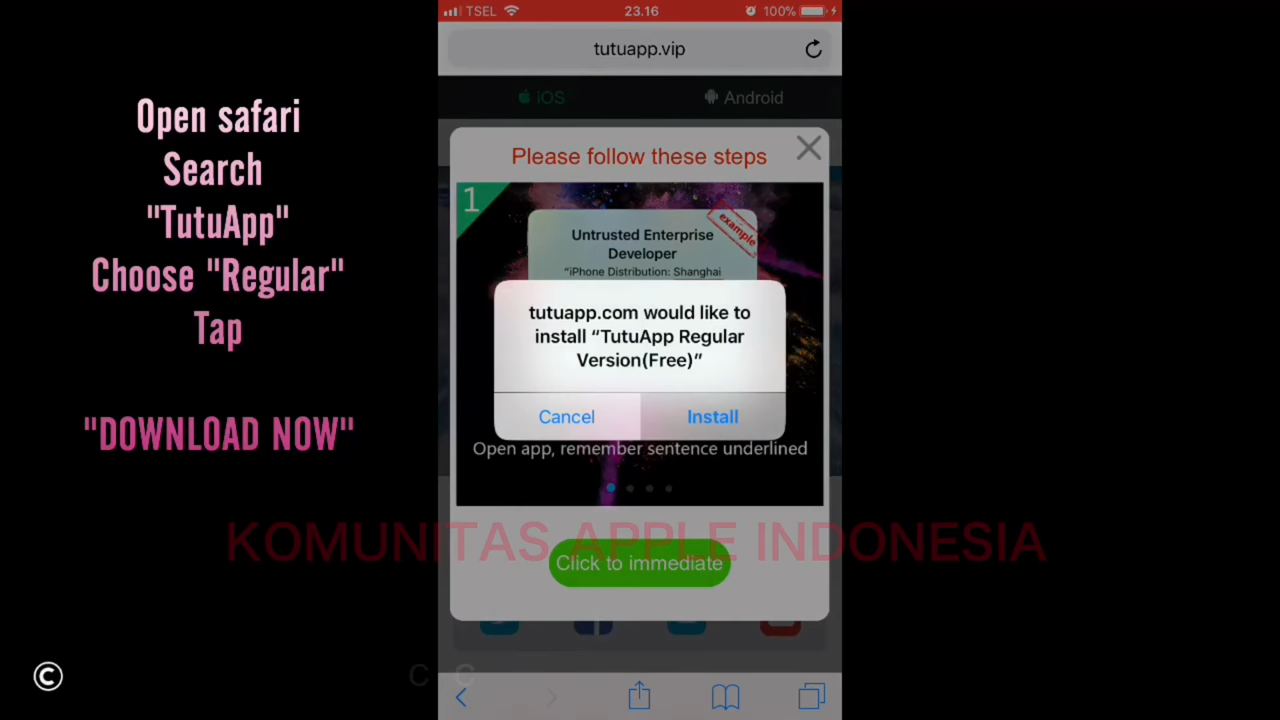 Open safari
Search
"TutuApp"
Choose "Regular"
Tap
"DOWNLOAD NOW"
TSEL
23.16
100%
tutuapp.vip
iOS
Android
Please follow these steps
1
example
Untrusted Enterprise
Developer
"iPhone Distribution: Shanghai
tutuapp.com would like to
install “TutuApp Regular
Version(Free)”
Cancel
Install
Open app, remember sentence underlined
KOMUNITAS APPLE INDONESIA
Click to immediate
©
C C